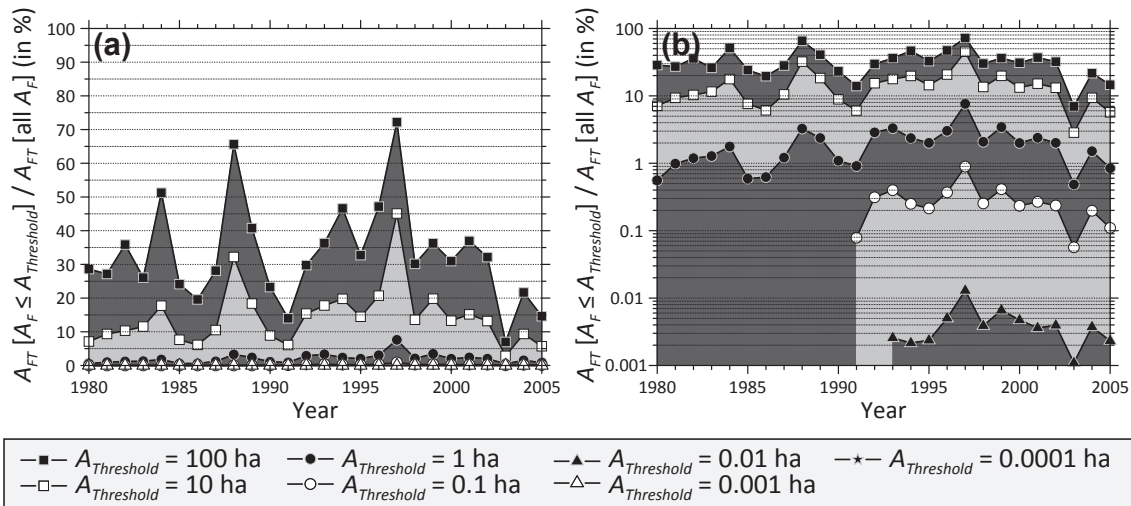 (a)
(b)
A_FT [A_F ≤ A_Threshold] / A_FT [all A_F] (in %)
100
90
80
70
60
50
40
30
20
10
0
1980 1985 1990 1995 2000 2005
Year
A_FT [A_F ≤ A_Threshold] / A_FT [all A_F] (in %)
100
10
1
0.1
0.01
0.001
1980 1985 1990 1995 2000 2005
Year
A_Threshold = 100 ha A_Threshold = 1 ha A_Threshold = 0.01 ha A_Threshold = 0.0001 ha
A_Threshold = 10 ha A_Threshold = 0.1 ha A_Threshold = 0.001 ha